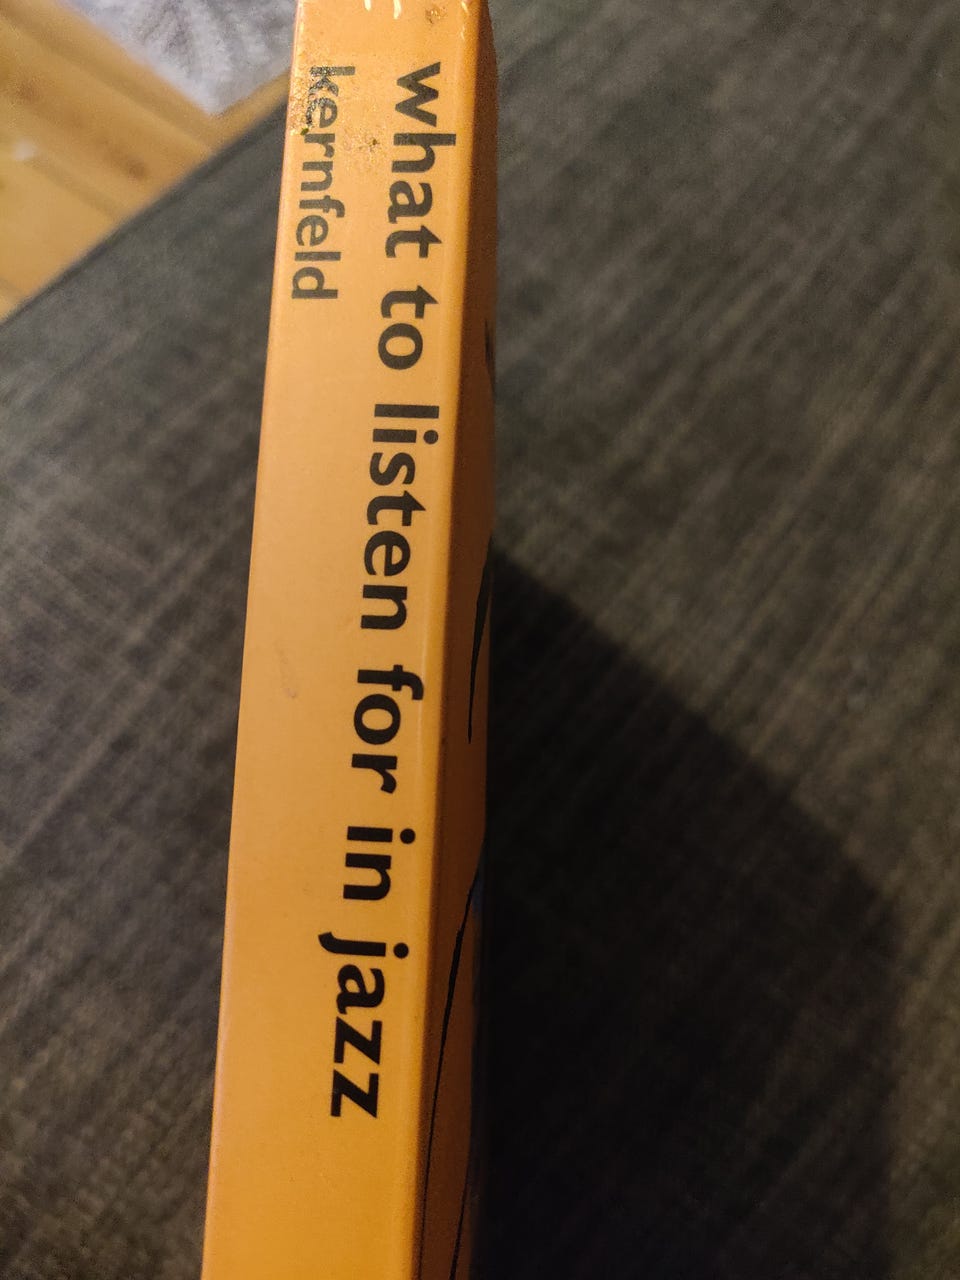 what to listen for in jazz
kernfeld